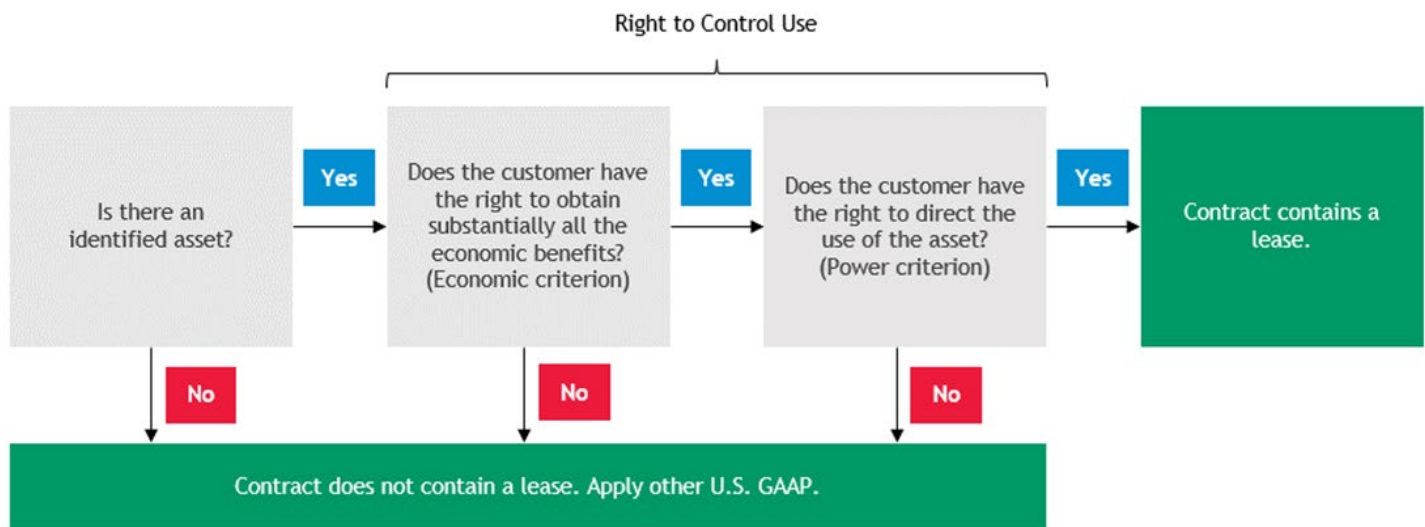 Right to Control Use
Is there an
identified asset?
Yes
Does the customer have
the right to obtain
substantially all the
economic benefits?
(Economic criterion)
Yes
Does the customer have
the right to direct the
use of the asset?
(Power criterion)
Yes
Contract contains a
lease.
No
No
No
Contract does not contain a lease. Apply other U.S. GAAP.